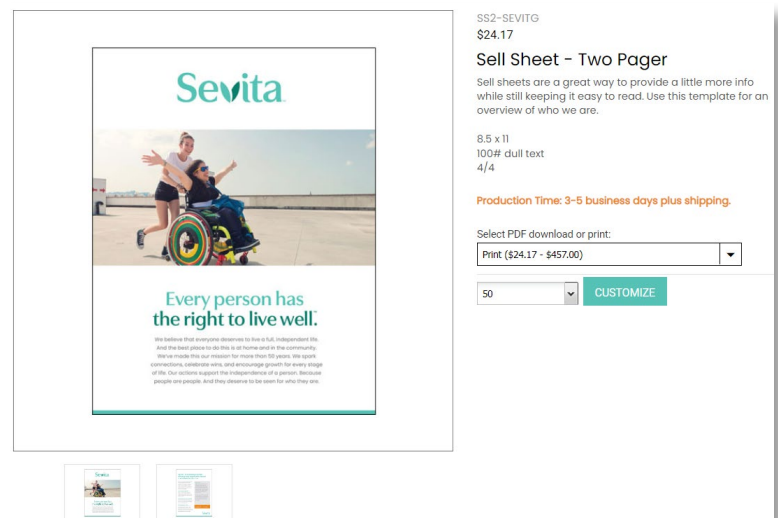 SS2-SEVITG
$24.17
Sell Sheet - Two Pager
Sell sheets are a great way to provide a little more info
while still keeping it easy to read. Use this template for an
overview of who we are.
8.5 x 11
100# dull text
4/4
Production Time: 3-5 business days plus shipping.
Select PDF download or print:
Print ($24.17 - $457.00)
50
CUSTOMIZE
Sevita
Every person has
the right to live well.
We believe that everyone deserves to live a full, independent life.
And the best place to do this is at home and in the community.
We've made this our mission for more than 50 years. We spark
connections, celebrate wins, and encourage growth for every stage
of life. Our actions support the independence of a person. Because
people are people. And they deserve to be seen for who they are.
Sevita